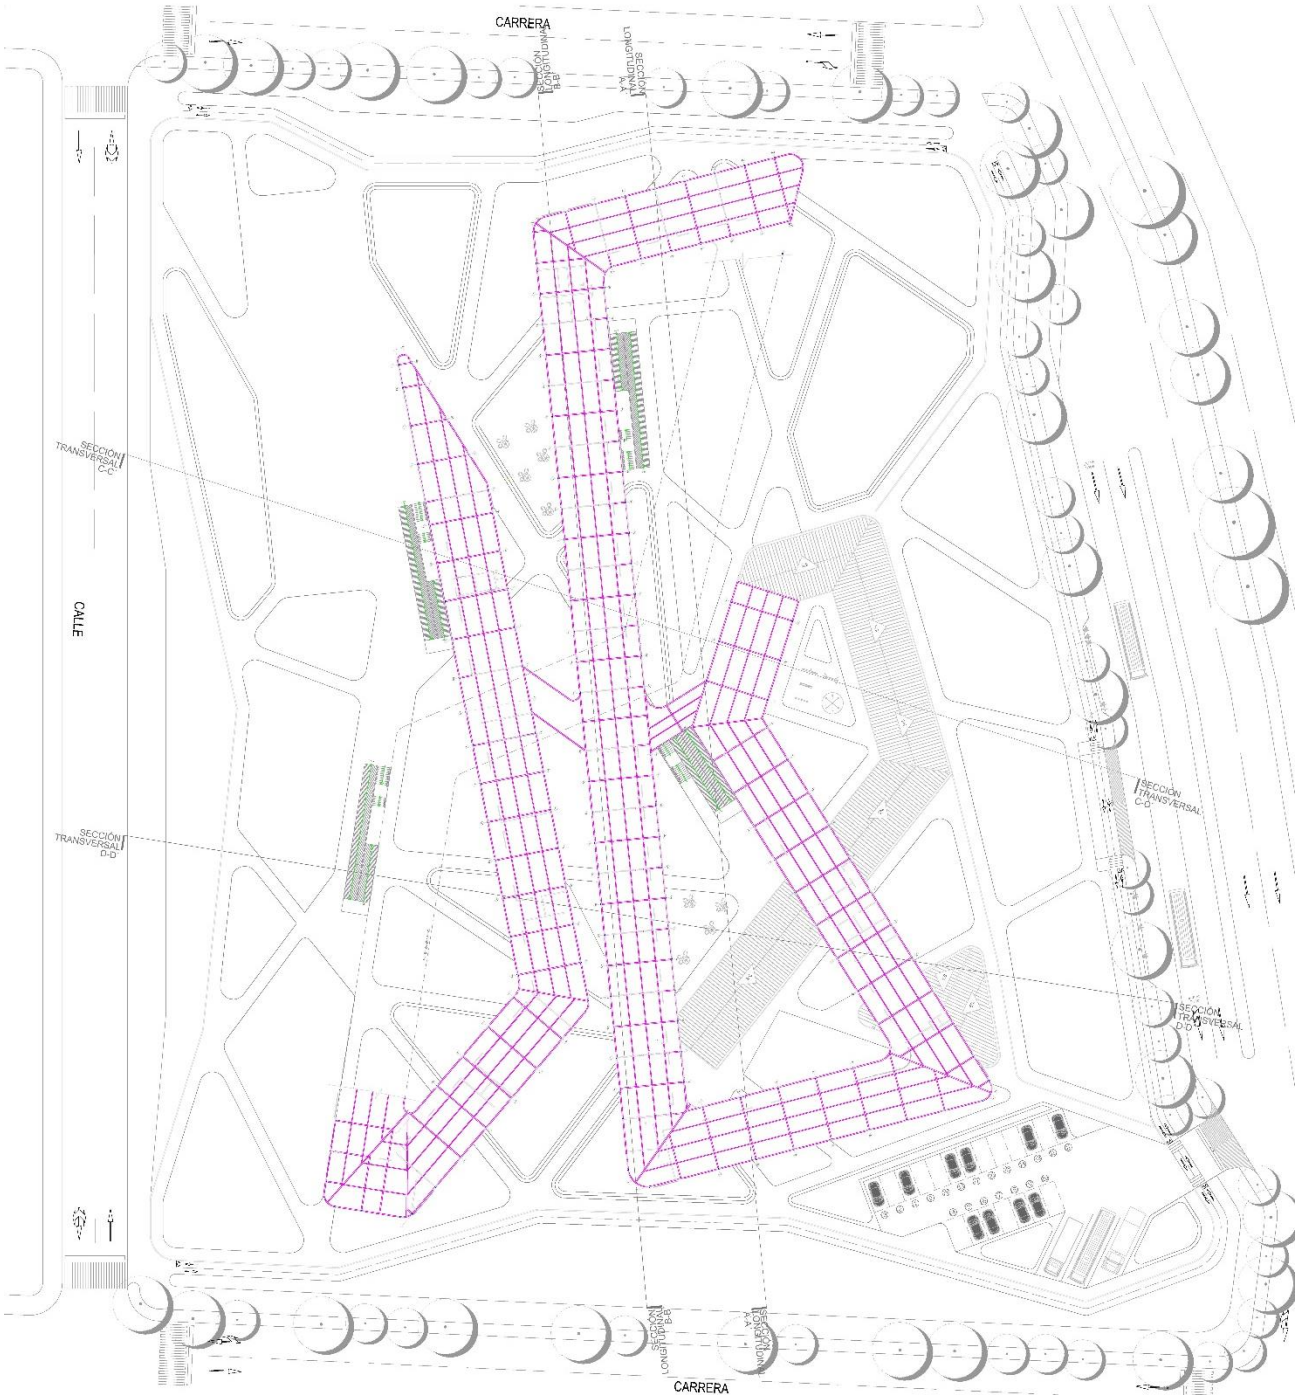 CARRERA
SECCIÓN
LONGITUDINAL
B-B'
SECCIÓN
LONGITUDINAL
A-A'
SECCIÓN
TRANSVERSAL
C-C'
CALLE
SECCIÓN
TRANSVERSAL
C-C'
SECCIÓN
TRANSVERSAL
D-D'
SECCIÓN
TRANSVERSAL
D-D'
SECCIÓN
LONGITUDINAL
B-B'
SECCIÓN
LONGITUDINAL
A-A'
CARRERA